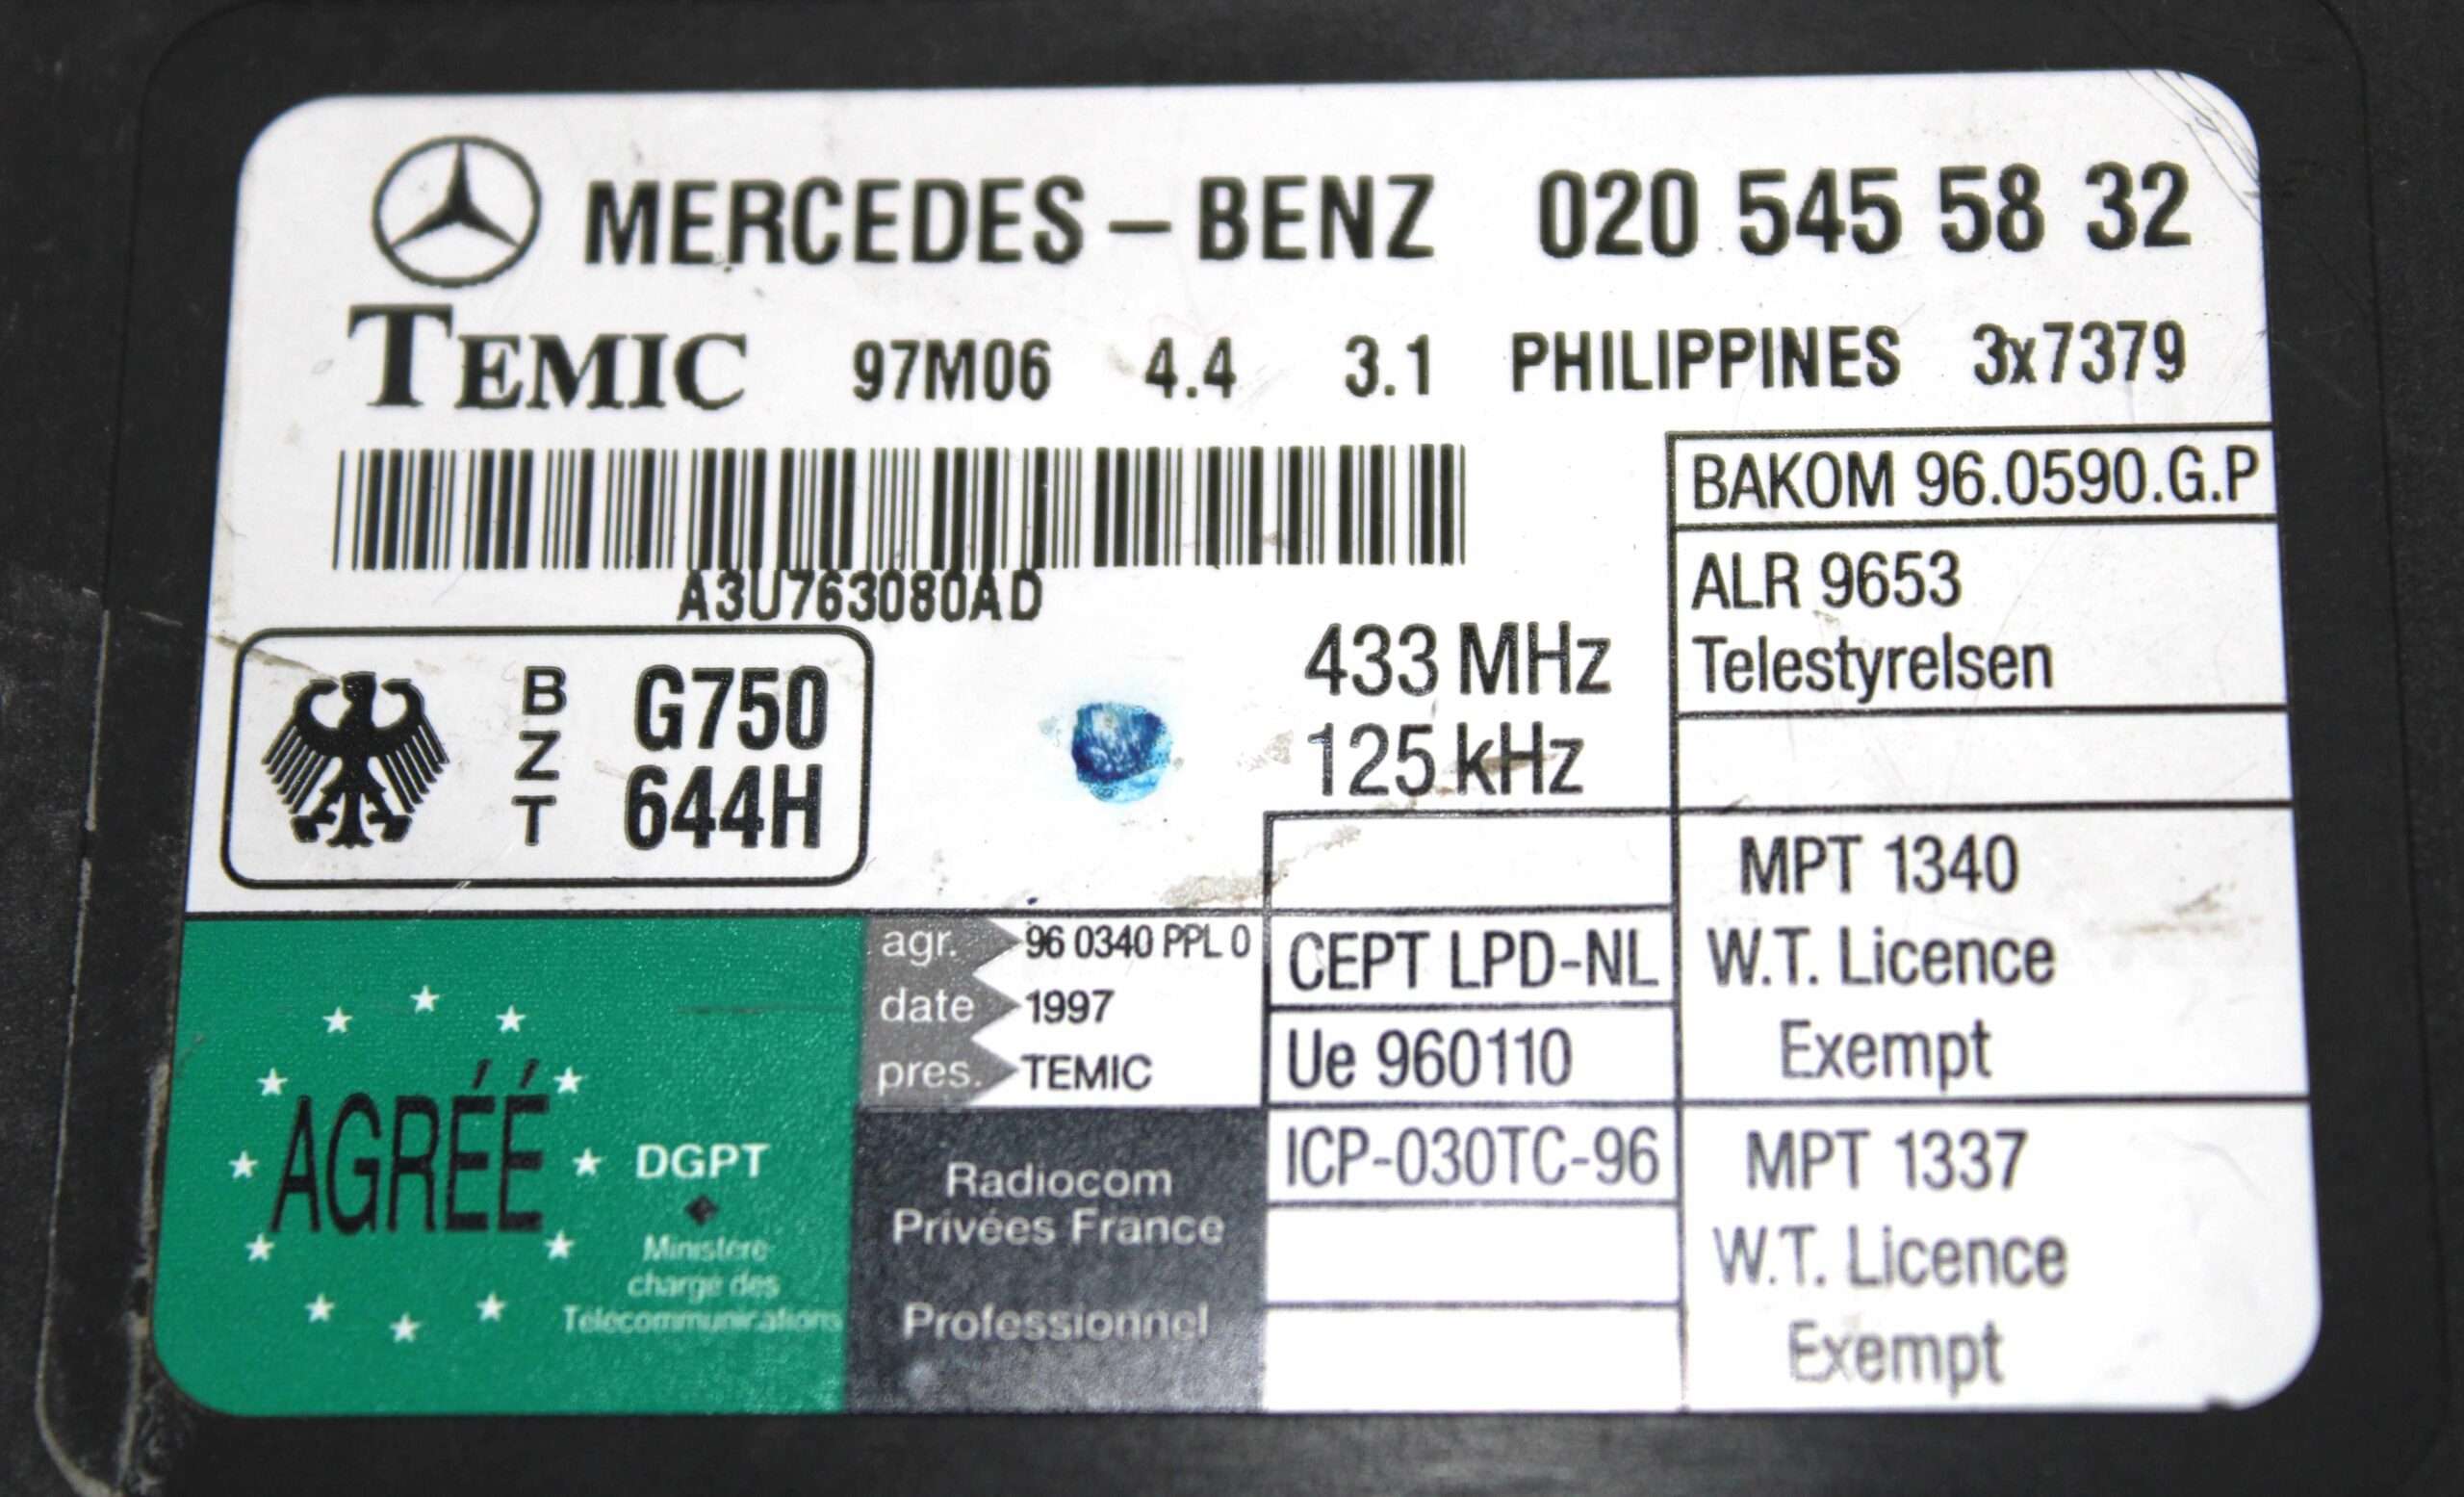 MERCEDES - BENZ 020 545 58 32
TEMIC 97M06 4.4 3.1 PHILIPPINES 3x7379
A3U763080AD
BZT G750 644H
433 MHz
125 kHz
BAKOM 96.0590.G.P
ALR 9653
Telestyrelsen
MPT 1340
W.T. Licence
Exempt
MPT 1337
W.T. Licence
Exempt
CEPT LPD-NL
Ue 960110
ICP-030TC-96
agr. 96 0340 PPL 0
date 1997
pres. TEMIC
AGRÉÉ
DGPT
Ministère
chargé des
Télécommunications
Radiocom
Privées France
Professionnel